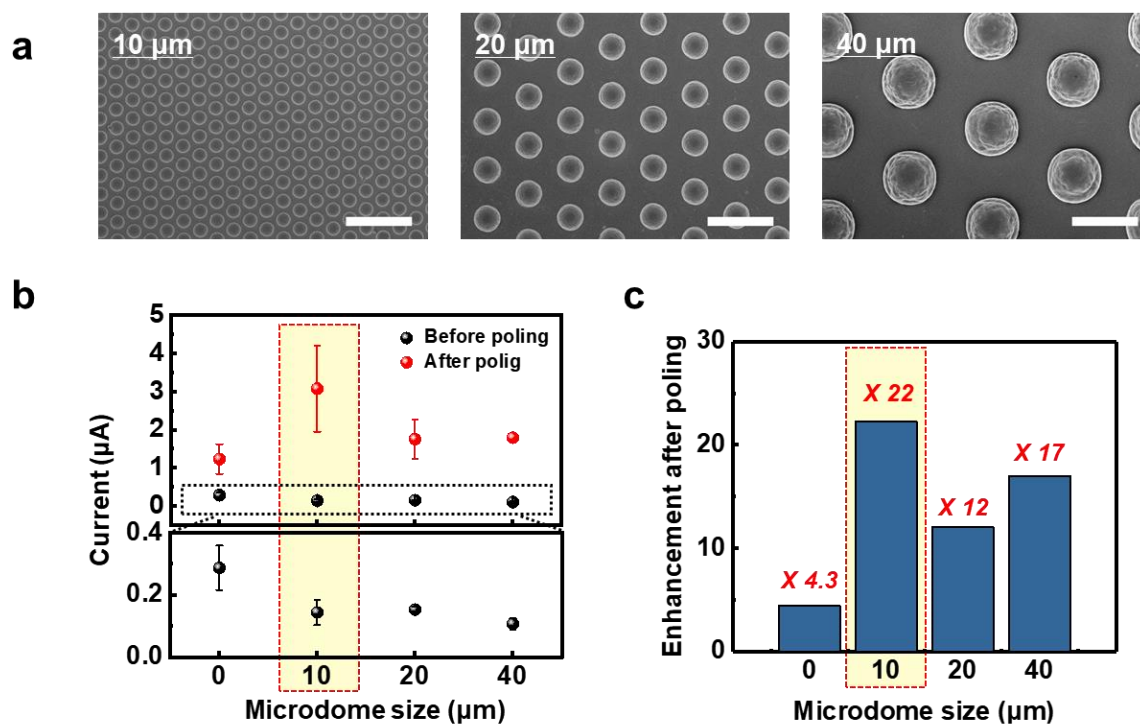 a
10 µm
20 µm
40 µm
b
5
4
3
2
1
0
0.4
0.2
0.0
Current (µA)
Before poling
After polig
0
10
20
40
Microdome size (µm)
c
30
20
10
0
Enhancement after poling
X 4.3
X 22
X 12
X 17
0
10
20
40
Microdome size (µm)